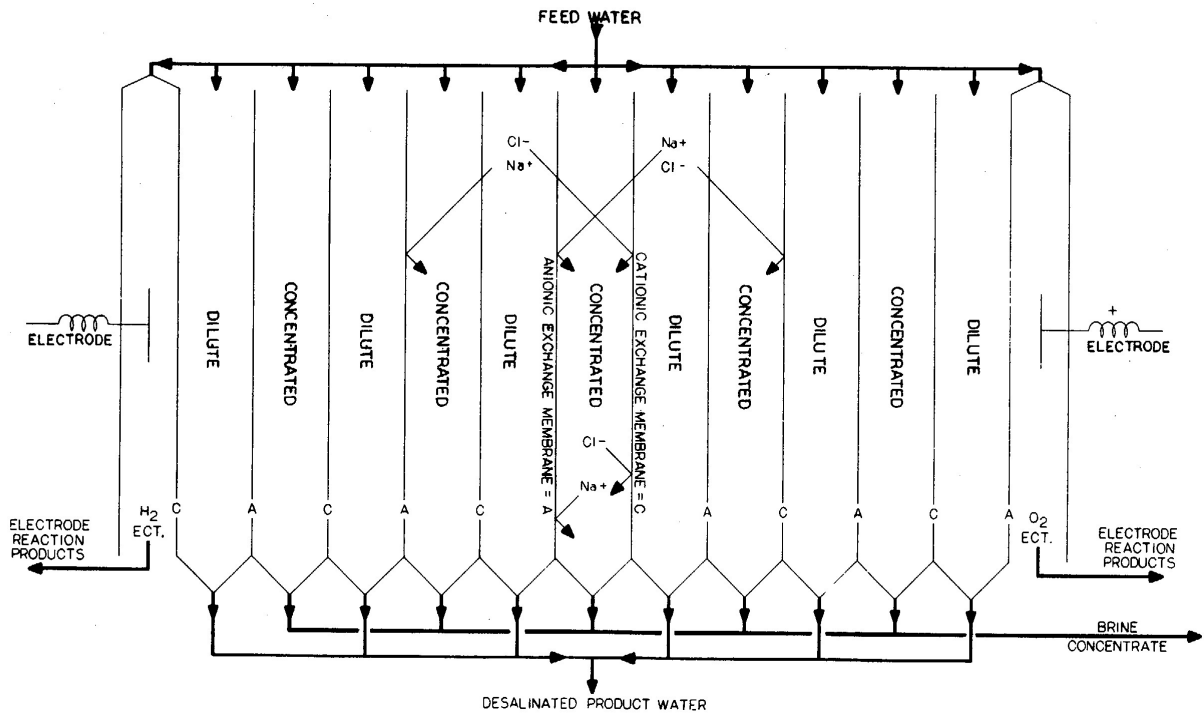 FEED WATER
Cl-
Na+
Na+
Cl-
DILUTE
CONCENTRATED
DILUTE
CONCENTRATED
DILUTE
ANIONIC EXCHANGE MEMBRANE = A
CONCENTRATED
CATIONIC EXCHANGE MEMBRANE = C
DILUTE
CONCENTRATED
DILUTE
CONCENTRATED
DILUTE
ELECTRODE
+
ELECTRODE
Cl-
Na+
ELECTRODE
REACTION
PRODUCTS
H2
ECT.
C
A
C
A
C
A
C
A
C
A
O2
ECT.
ELECTRODE
REACTION
PRODUCTS
BRINE
CONCENTRATE
DESALINATED PRODUCT WATER